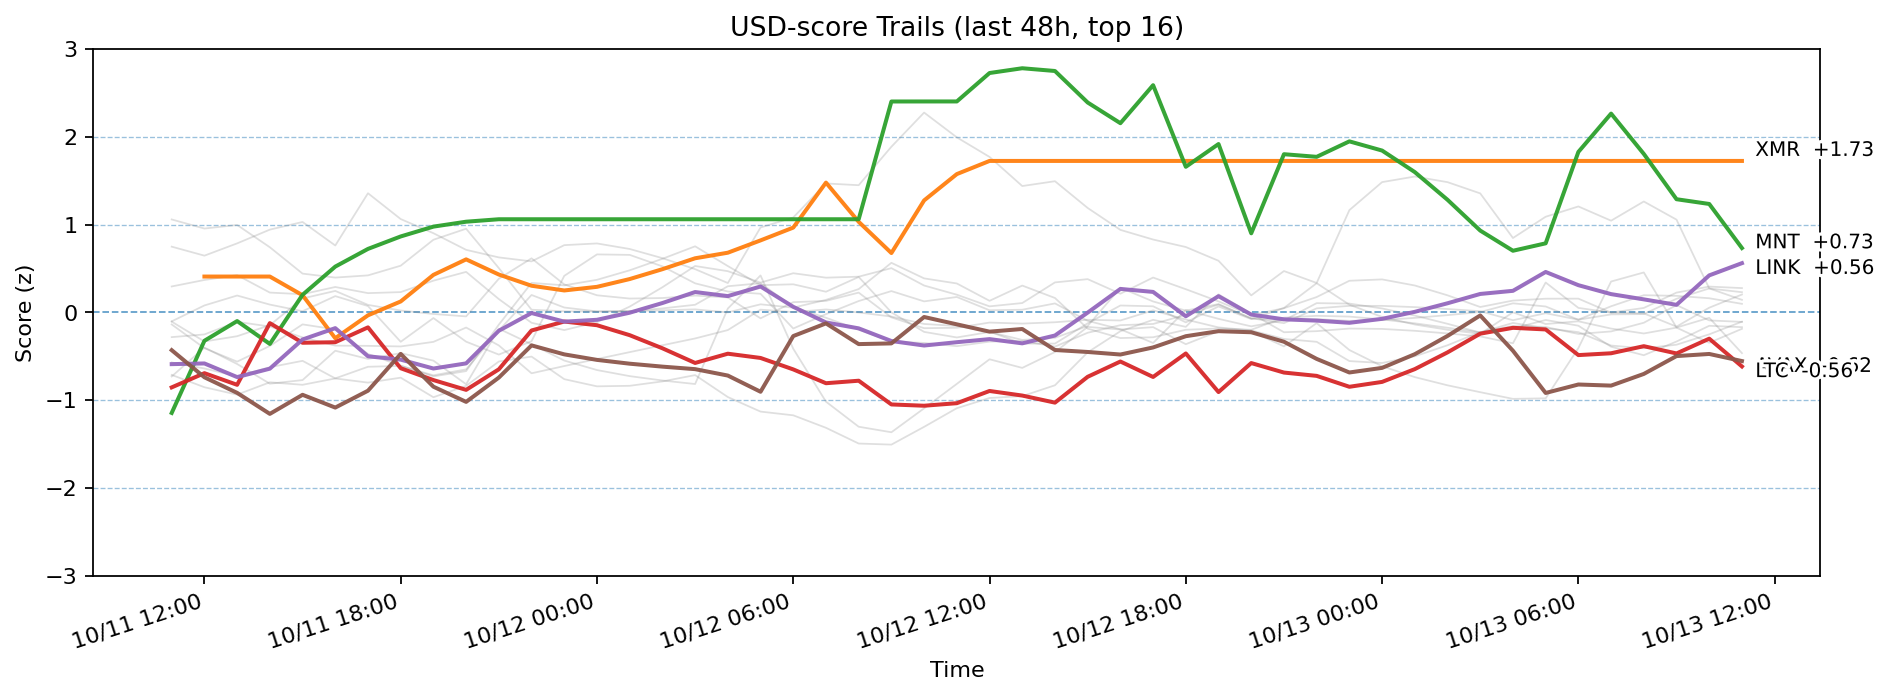 USD-score Trails (last 48h, top 16)
Score (z)
3
2
1
0
−1
−2
−3
XMR +1.73
MNT +0.73
LINK +0.56
LTC -0.56
10/11 12:00
10/11 18:00
10/12 00:00
10/12 06:00
10/12 12:00
10/12 18:00
10/13 00:00
10/13 06:00
10/13 12:00
Time